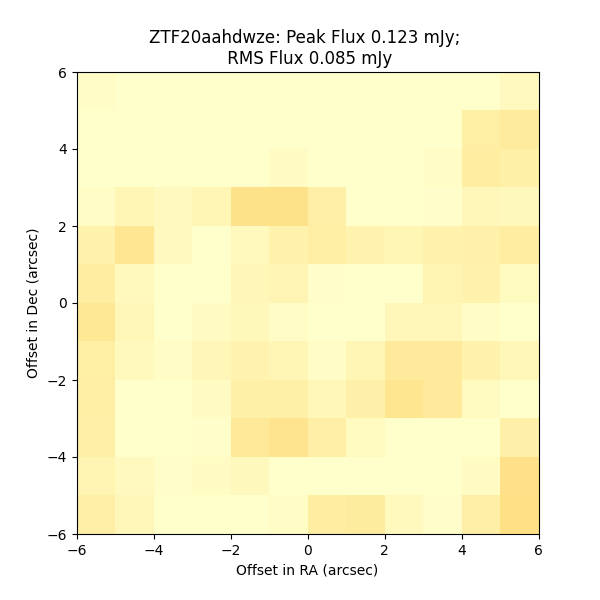 ZTF20aahdwze: Peak Flux 0.123 mJy;
RMS Flux 0.085 mJy
6
4
2
0
−2
−4
−6
Offset in Dec (arcsec)
−6 −4 −2 0 2 4 6
Offset in RA (arcsec)